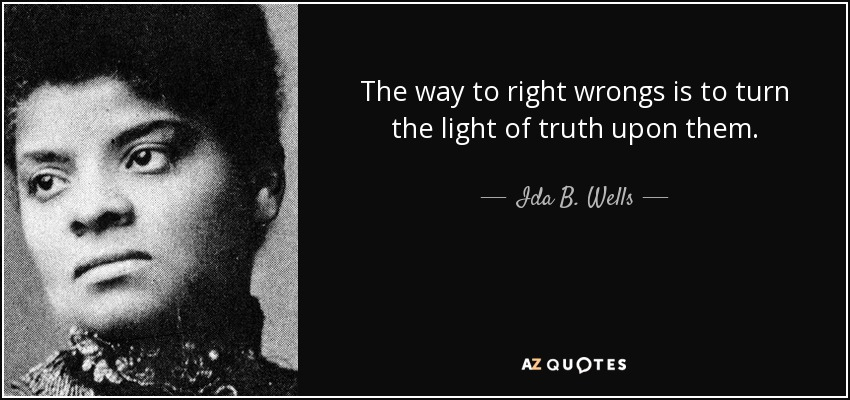 The way to right wrongs is to turn
the light of truth upon them.
— Ida B. Wells —
AZ QUOTES